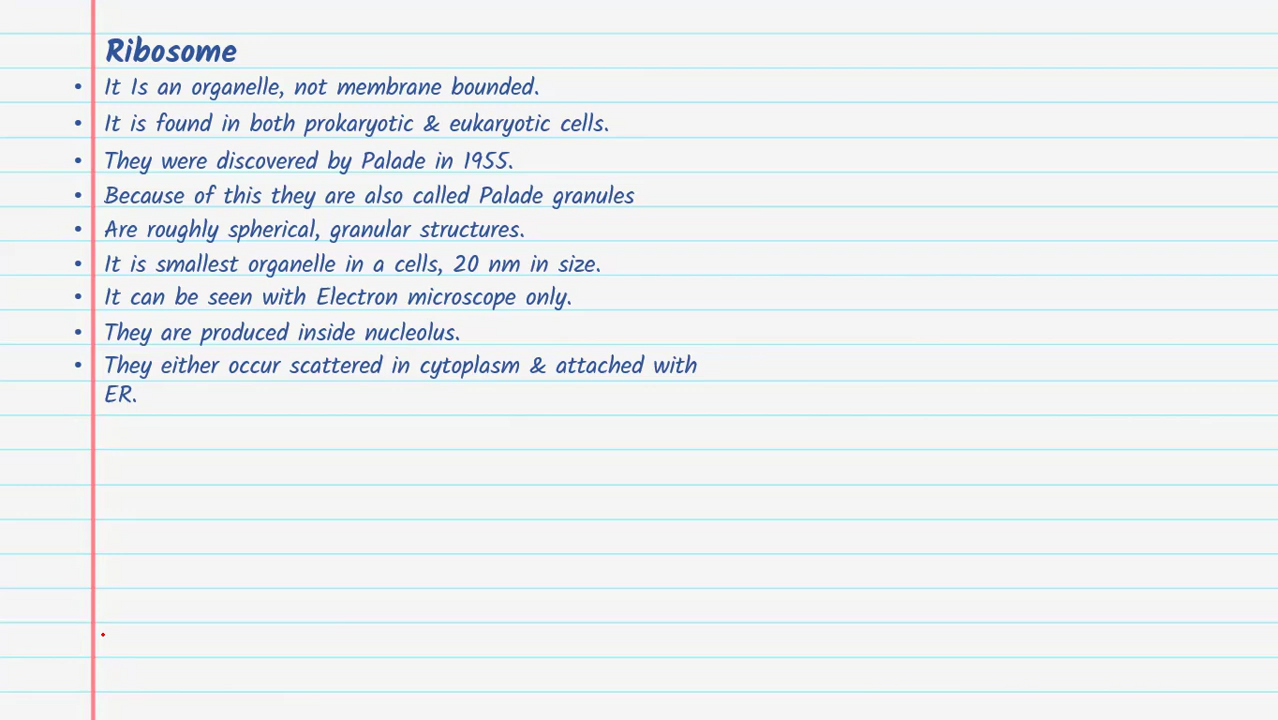 Ribosome
• It Is an organelle, not membrane bounded.
• It is found in both prokaryotic & eukaryotic cells.
• They were discovered by Palade in 1955.
• Because of this they are also called Palade granules
• Are roughly spherical, granular structures.
• It is smallest organelle in a cells, 20 nm in size.
• It can be seen with Electron microscope only.
• They are produced inside nucleolus.
• They either occur scattered in cytoplasm & attached with
ER.